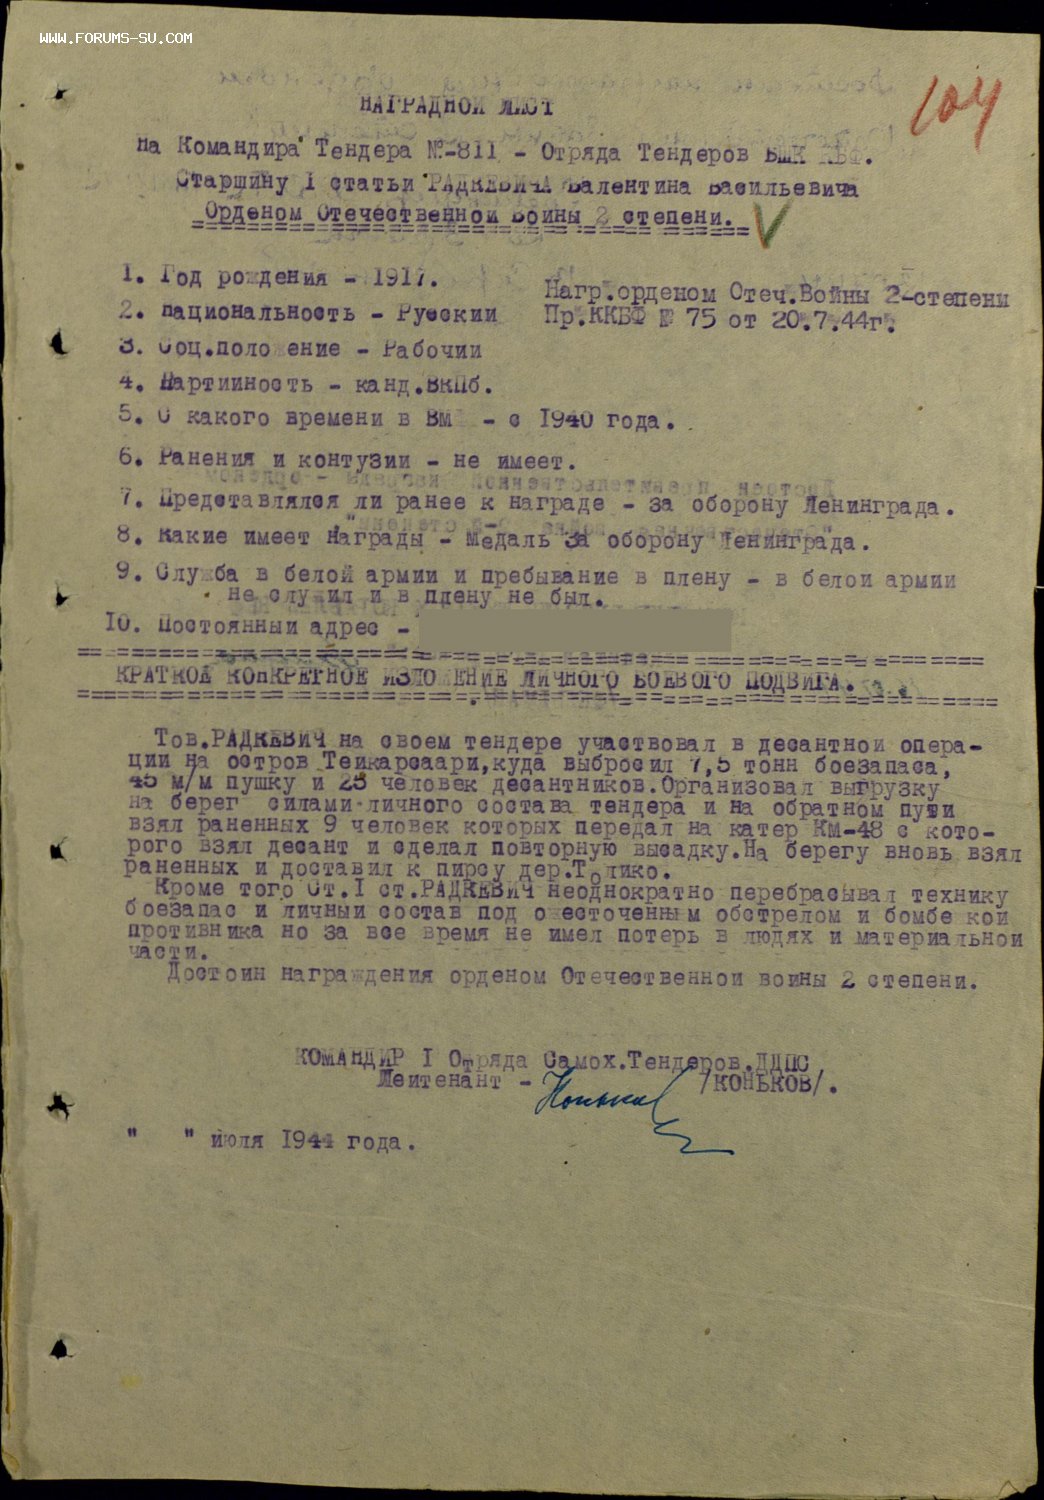 WWW.FORUMS-SU.COM
104
НАГРАДНОЙ ЛИСТ
на Командира Тендера №-811 - Отряда Тендеров ВШК КБФ.
Старшину I статьи РАДКЕВИЧА Валентина Васильевича
Орденом Отечественной Войны 2 степени.
1. Год рождения - 1917.
Нагр.орденом Отеч.Войны 2-степени
Пр.ККБФ № 75 от 20.7.44г.
2. Национальность - Русский
3. Соц.положение - Рабочий
4. Партийность - канд.ВКПб.
5. С какого времени в ВМ - с 1940 года.
6. Ранения и контузии - не имеет.
7. Представлялся ли ранее к награде - за оборону Ленинграда.
8. Какие имеет Награды - Медаль За оборону Ленинграда.
9. Служба в белой армии и пребывание в плену - в белой армии
не служил и в плену не был.
10. Постоянный адрес -
КРАТКОЕ КОНКРЕТНОЕ ИЗЛОЖЕНИЕ ЛИЧНОГО БОЕВОГО ПОДВИГА.
Тов.РАДКЕВИЧ на своем тендере участвовал в десантной опера-
ции на остров Тейкарсаари,куда выбросил 7,5 тонн боезапаса,
45 м/м пушку и 25 человек десантников.Организовал выгрузку
на берег силами личного состава тендера и на обратном пути
взял раненных 9 человек которых передал на катер КМ-48 с кото-
рого взял десант и сделал повторную высадку.На берегу вновь взял
раненных и доставил к пирсу дер.Толико.
Кроме того Ст.I ст.РАДКЕВИЧ неоднократно перебрасывал технику
боезапас и личный состав под ожесточенным обстрелом и бомбежкой
противника но за все время не имел потерь в людях и материальной
части.
Достоин награждения орденом Отечественной войны 2 степени.
КОМАНДИР I Отряда Самох.Тендеров.ДДПС
Лейтенант - /КОНЬКОВ/.
" " июля 1944 года.